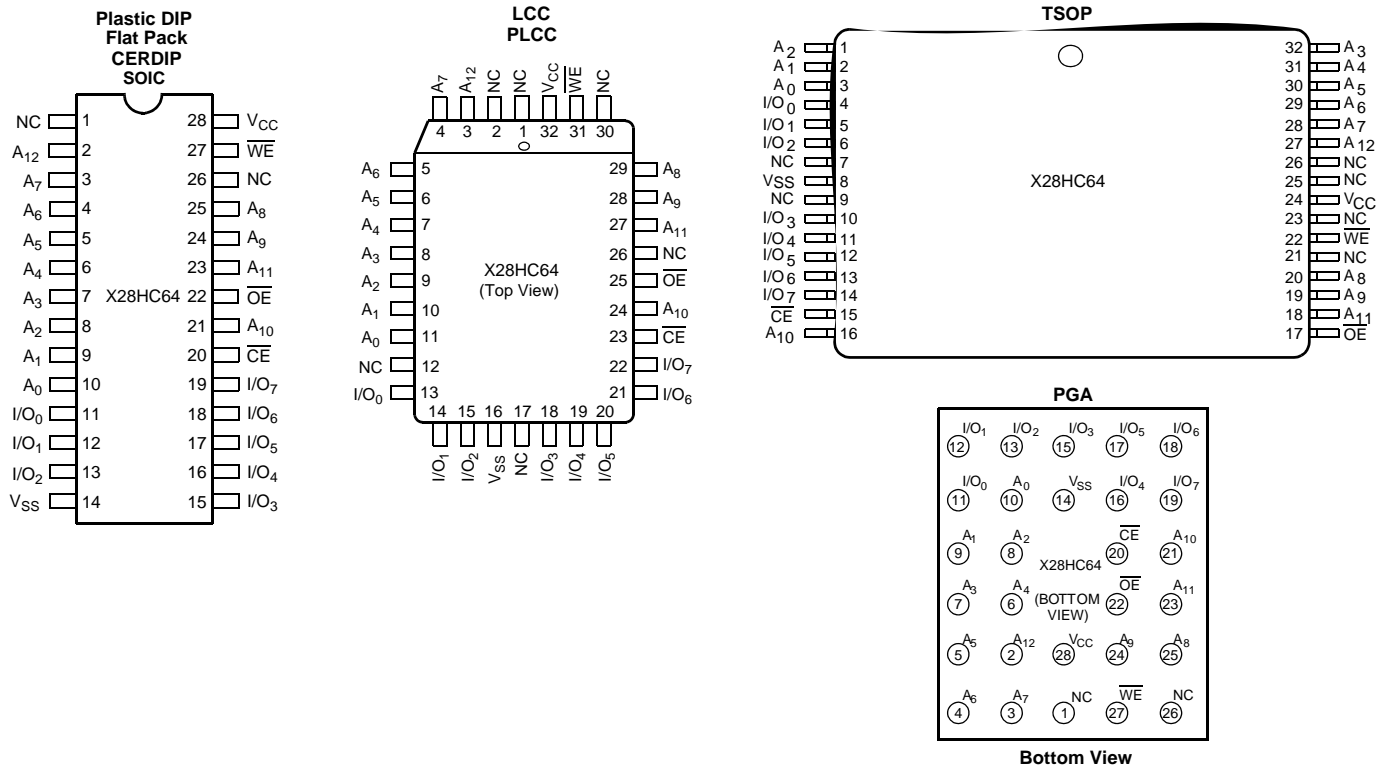 Plastic DIP
Flat Pack
CERDIP
SOIC
NC 1 28 VCC
A12 2 27 WE
A7 3 26 NC
A6 4 25 A8
A5 5 24 A9
A4 6 23 A11
A3 7 X28HC64 22 OE
A2 8 21 A10
A1 9 20 CE
A0 10 19 I/O7
I/O0 11 18 I/O6
I/O1 12 17 I/O5
I/O2 13 16 I/O4
VSS 14 15 I/O3
LCC
PLCC
A7 A12 NC NC VCC WE NC
4 3 2 1 32 31 30
A6 5 29 A8
A5 6 28 A9
A4 7 27 A11
A3 8 26 NC
X28HC64
(Top View)
A2 9 25 OE
A1 10 24 A10
A0 11 23 CE
NC 12 22 I/O7
I/O0 13 21 I/O6
14 15 16 17 18 19 20
I/O1 I/O2 VSS NC I/O3 I/O4 I/O5
TSOP
A2 1 32 A3
A1 2 31 A4
A0 3 30 A5
I/O0 4 29 A6
I/O1 5 28 A7
I/O2 6 27 A12
NC 7 26 NC
VSS 8 X28HC64 25 NC
NC 9 24 VCC
I/O3 10 23 NC
I/O4 11 22 WE
I/O5 12 21 NC
I/O6 13 20 A8
I/O7 14 19 A9
CE 15 18 A11
A10 16 17 OE
PGA
I/O1 I/O2 I/O3 I/O5 I/O6
12 13 15 17 18
I/O0 A0 VSS I/O4 I/O7
11 10 14 16 19
A1 A2 CE A10
9 8 20 21
X28HC64
A3 A4 OE A11
7 6 (BOTTOM 22 23
VIEW)
A5 A12 VCC A9 A8
5 2 28 24 25
A6 A7 NC WE NC
4 3 1 27 26
Bottom View